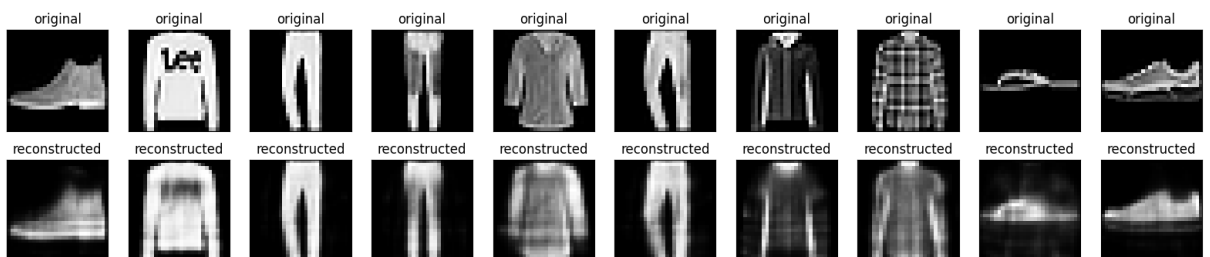 original original original original original original original original original original
Lee
reconstructed reconstructed reconstructed reconstructed reconstructed reconstructed reconstructed reconstructed reconstructed reconstructed